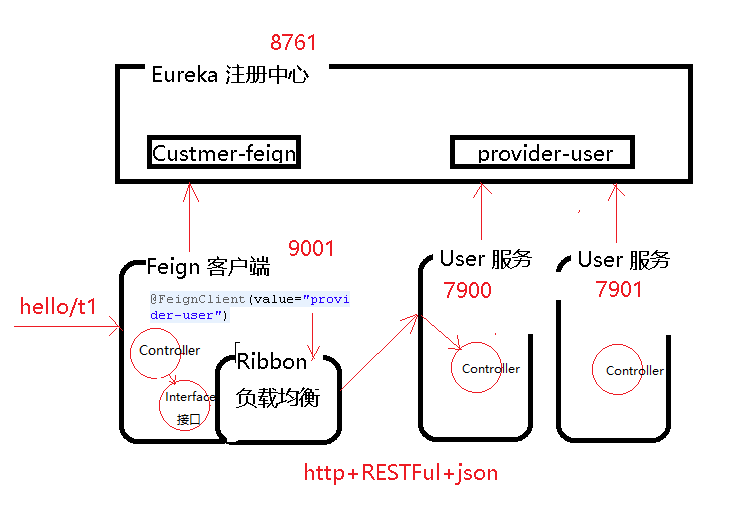 8761
Eureka 注册中心
Custmer-feign
provider-user
9001
Feign 客户端
User 服务
User 服务
7900
7901
hello/t1
@FeignClient(value="provi
der-user")
Controller
Ribbon
Interface
接口
负载均衡
Controller
Controller
http+RESTFul+json